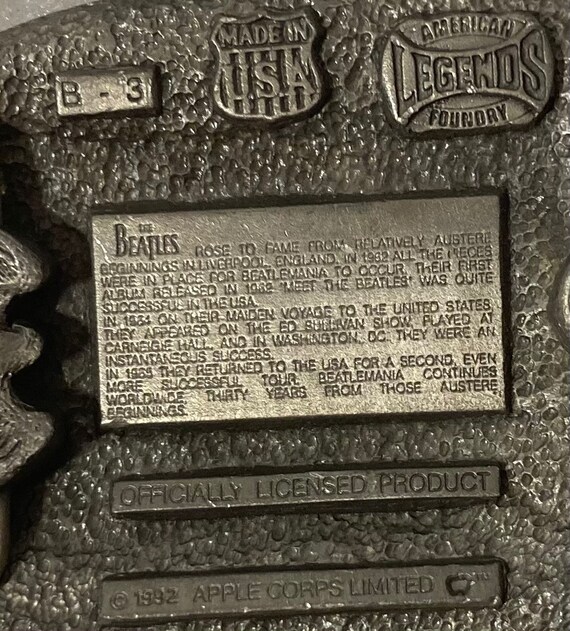 B - 3
MADE IN
USA
AMERICAN
LEGENDS
FOUNDRY
THE
BEATLES ROSE TO FAME FROM RELATIVELY AUSTERE
BEGINNINGS IN LIVERPOOL, ENGLAND. IN 1962 ALL THE PIECES
WERE IN PLACE FOR BEATLEMANIA TO OCCUR. THEIR FIRST
ALBUM RELEASED IN "MEET THE BEATLES" WAS QUITE
SUCCESSFUL IN THE USA.
IN 1964 ON THEIR MAIDEN VOYAGE TO THE UNITED STATES,
THEY APPEARED ON THE ED SULLIVAN SHOW, PLAYED AT
CARNEIGIE HALL, AND IN WASHINGTON, DC. THEY WERE AN
INSTANTANEOUS SUCCESS.
IN THEY RETURNED TO THE USA FOR A SECOND, EVEN
MORE SUCCESSFUL TOUR. BEATLEMANIA CONTINUES
WORLDWIDE THIRTY YEARS FROM THOSE AUSTERE
BEGINNINGS.
OFFICIALLY LICENSED PRODUCT
© 1992 APPLE CORPS LIMITED